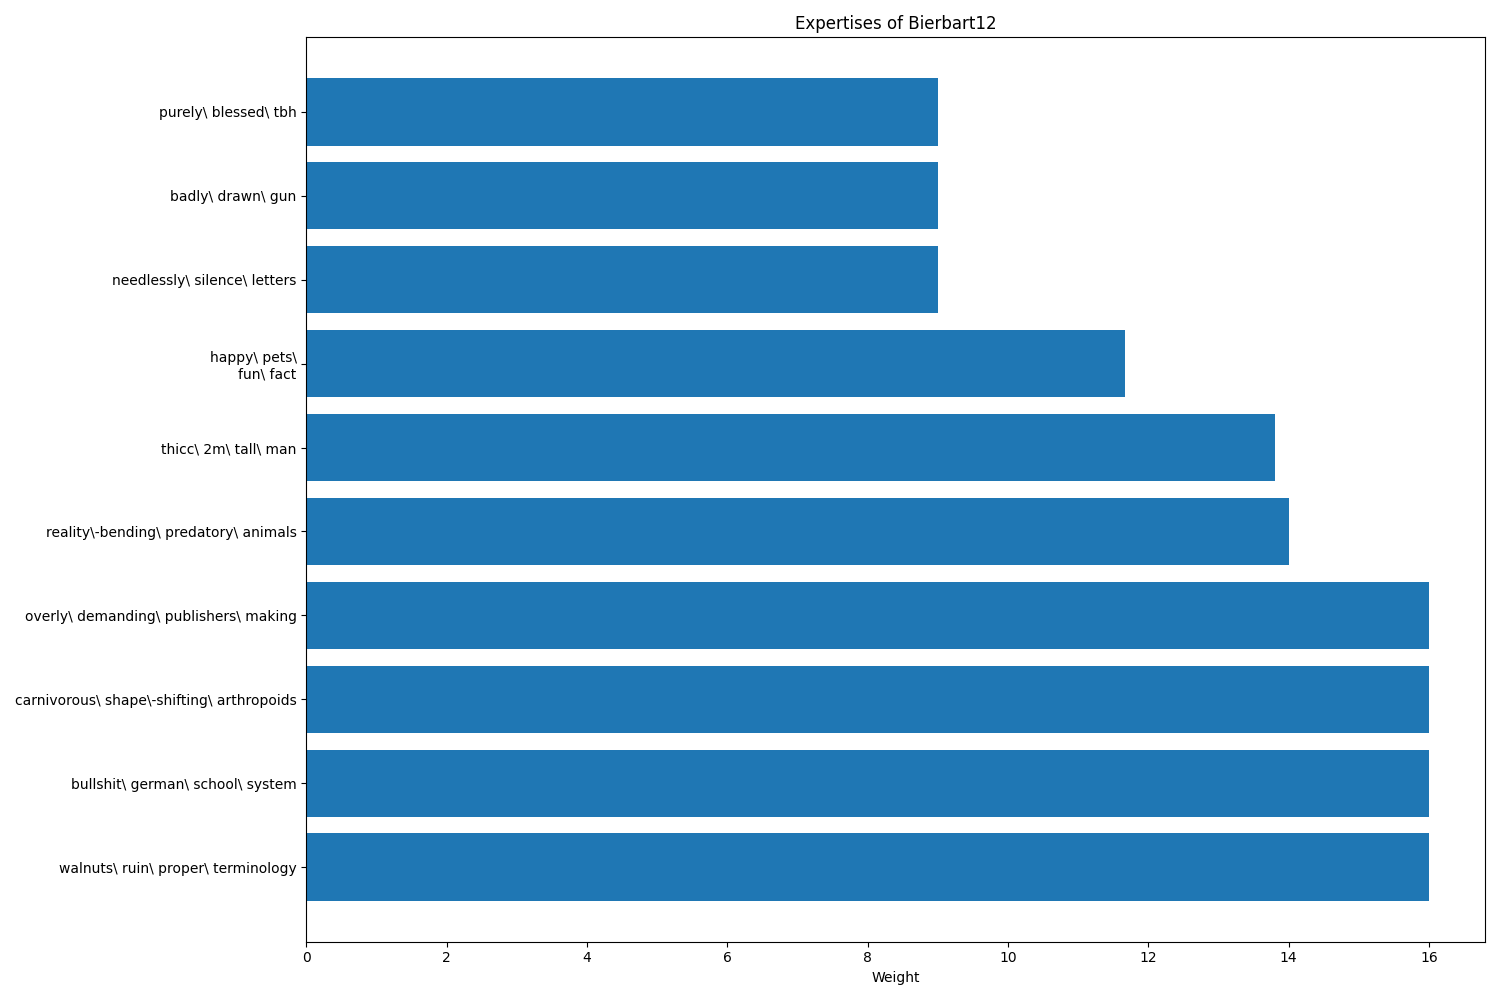 Expertises of Bierbart12
purely\ blessed\ tbh
badly\ drawn\ gun
needlessly\ silence\ letters
happy\ pets\
fun\ fact
thicc\ 2m\ tall\ man
reality\-bending\ predatory\ animals
overly\ demanding\ publishers\ making
carnivorous\ shape\-shifting\ arthropoids
bullshit\ german\ school\ system
walnuts\ ruin\ proper\ terminology
0 2 4 6 8 10 12 14 16
Weight